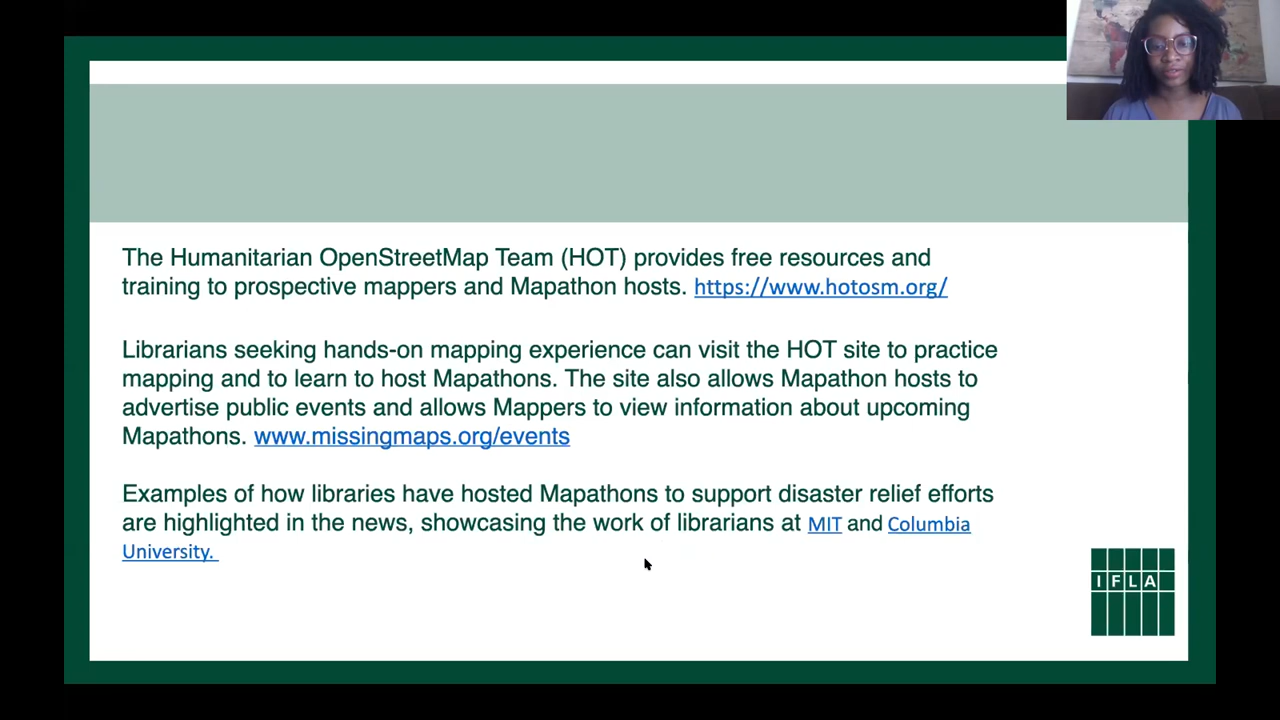 The Humanitarian OpenStreetMap Team (HOT) provides free resources and
training to prospective mappers and Mapathon hosts. https://www.hotosm.org/
Librarians seeking hands-on mapping experience can visit the HOT site to practice
mapping and to learn to host Mapathons. The site also allows Mapathon hosts to
advertise public events and allows Mappers to view information about upcoming
Mapathons. www.missingmaps.org/events
Examples of how libraries have hosted Mapathons to support disaster relief efforts
are highlighted in the news, showcasing the work of librarians at MIT and Columbia
University.
IFLA